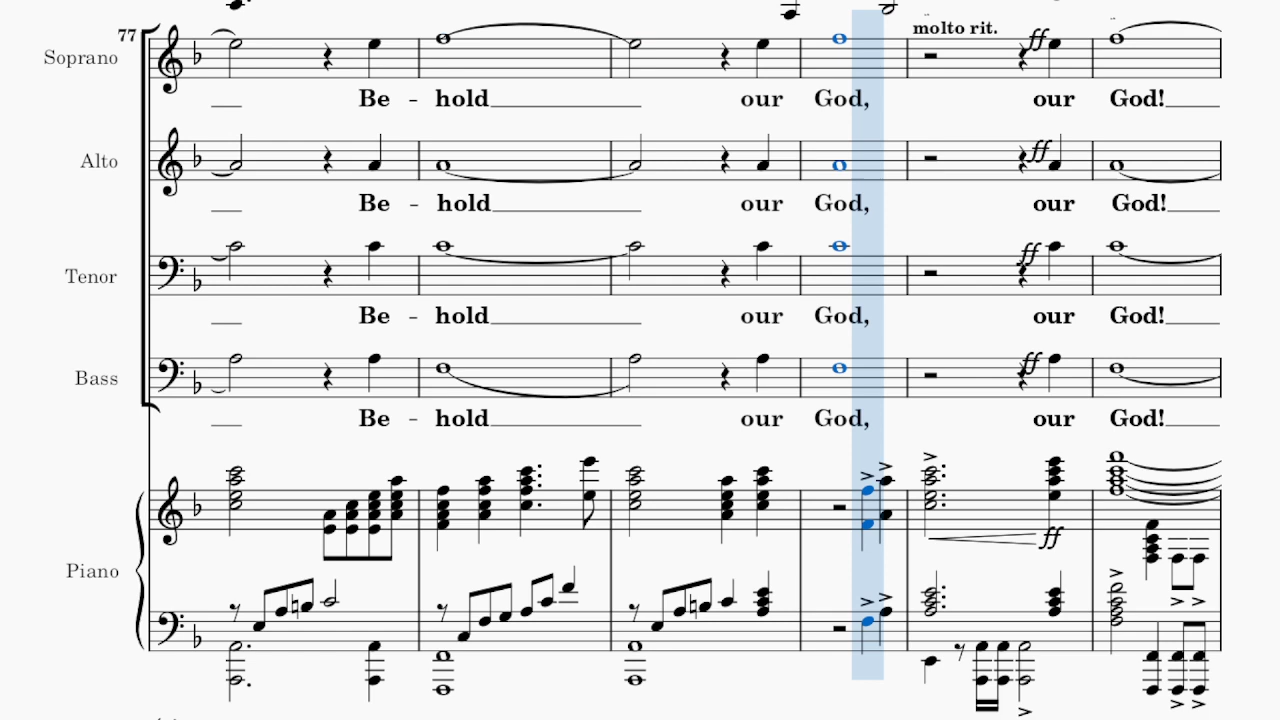 77
molto rit.
Soprano
ff
Be - hold our God, our God!
Alto
ff
Be - hold our God, our God!
Tenor
ff
Be - hold our God, our God!
Bass
ff
Be - hold our God, our God!
Piano
ff